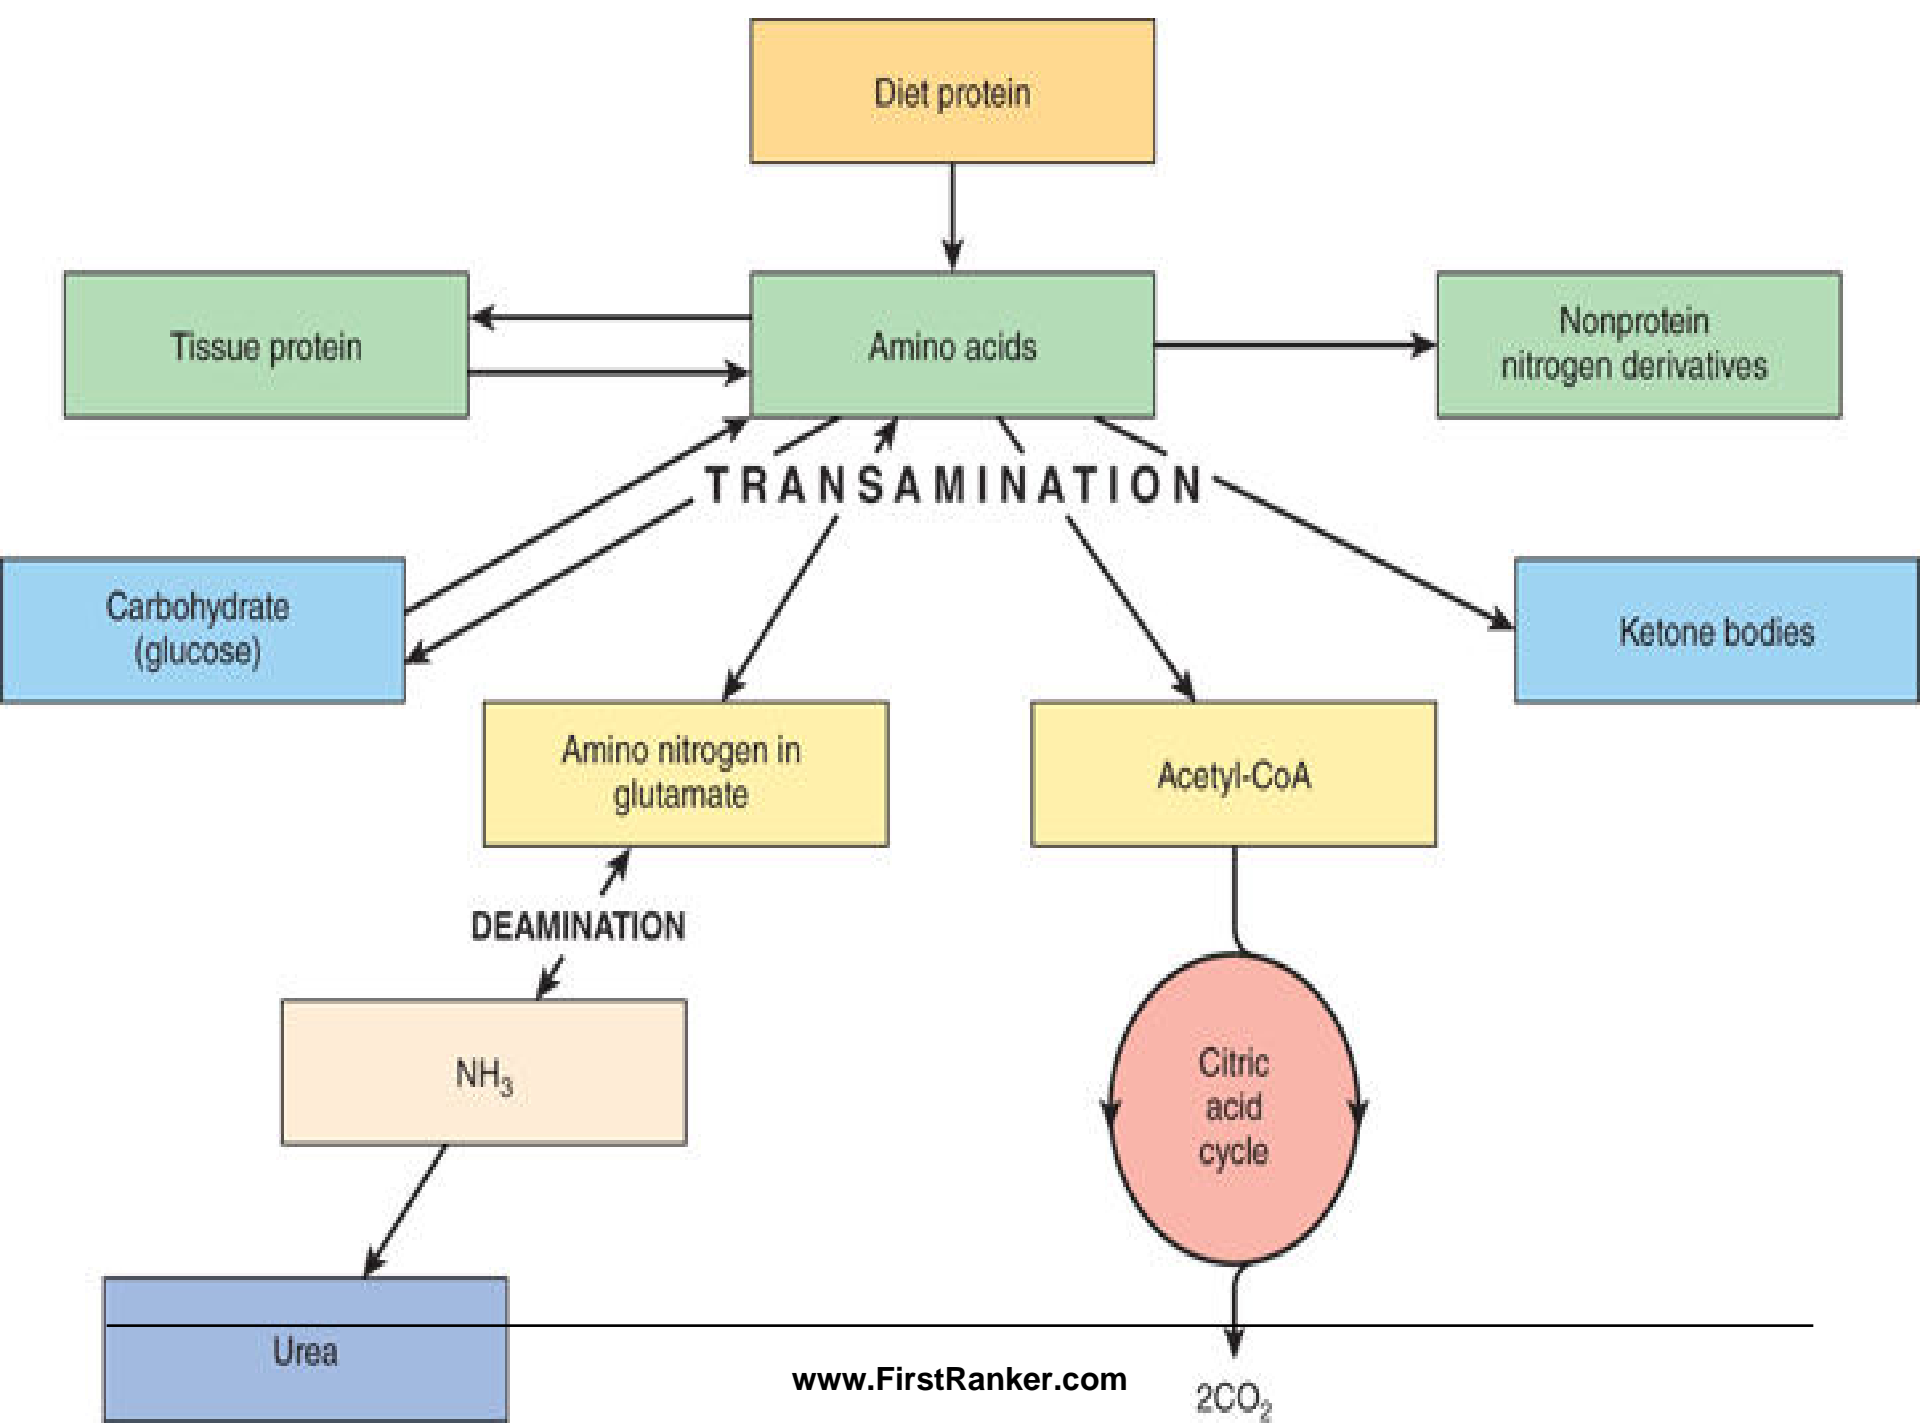 Diet protein
Tissue protein
Amino acids
Nonprotein
nitrogen derivatives
TRANSAMINATION
Carbohydrate
(glucose)
Ketone bodies
Amino nitrogen in
glutamate
Acetyl-CoA
DEAMINATION
NH₃
Citric
acid
cycle
Urea
www.FirstRanker.com
2CO₂